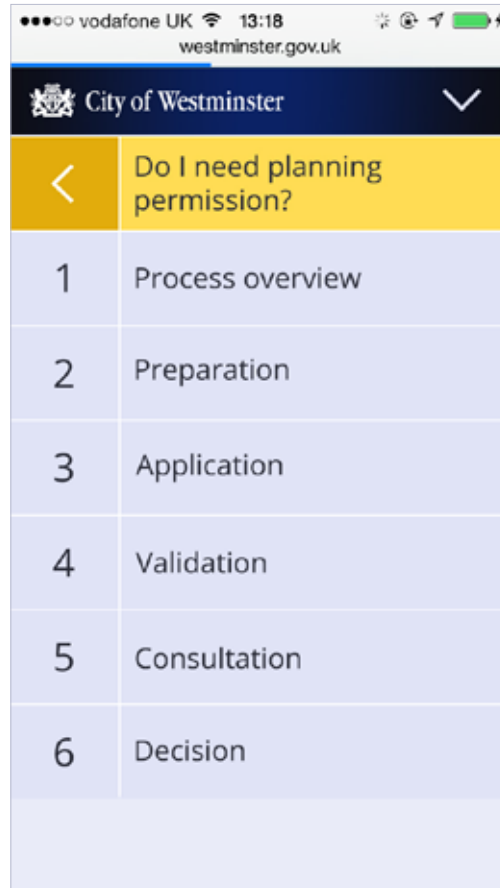 vodafone UK 13:18
westminster.gov.uk
City of Westminster
Do I need planning
permission?
1 Process overview
2 Preparation
3 Application
4 Validation
5 Consultation
6 Decision